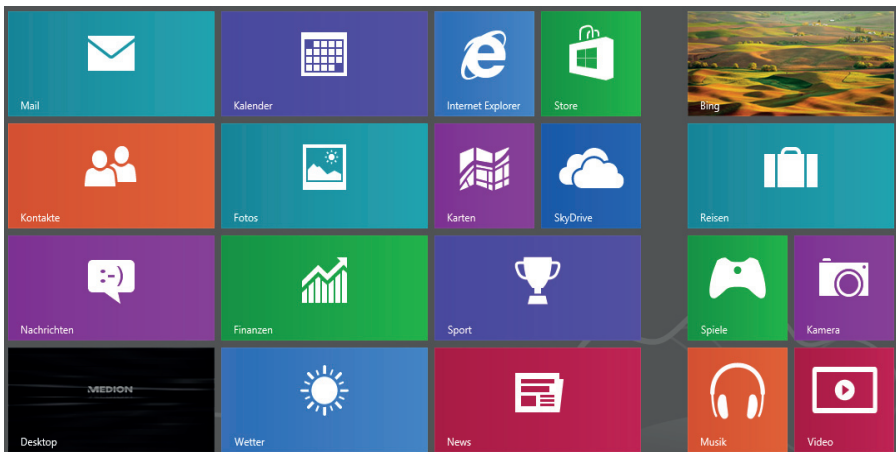 Mail
Kalender
Internet Explorer
Store
Bing
Kontakte
Fotos
Karten
SkyDrive
Reisen
Nachrichten
:-)
Finanzen
Sport
Spiele
Kamera
MEDION
Desktop
Wetter
News
Musik
Video